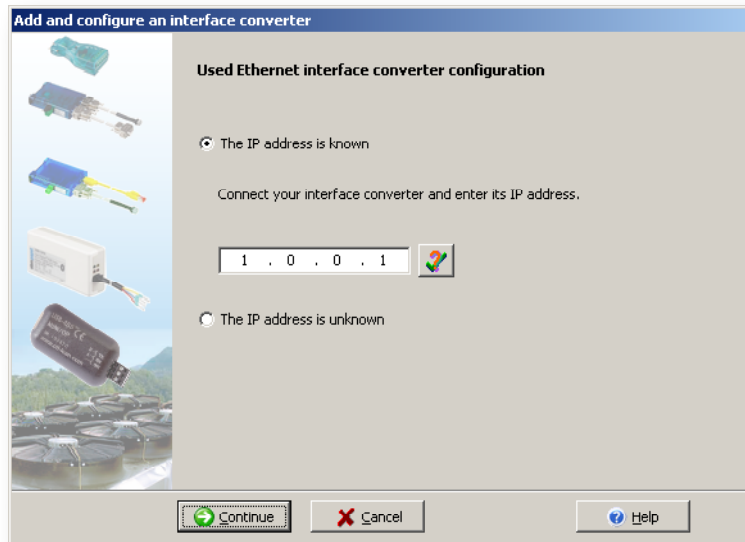 Add and configure an interface converter
Used Ethernet interface converter configuration
The IP address is known
Connect your interface converter and enter its IP address.
1 . 0 . 0 . 1
The IP address is unknown
Continue
Cancel
Help